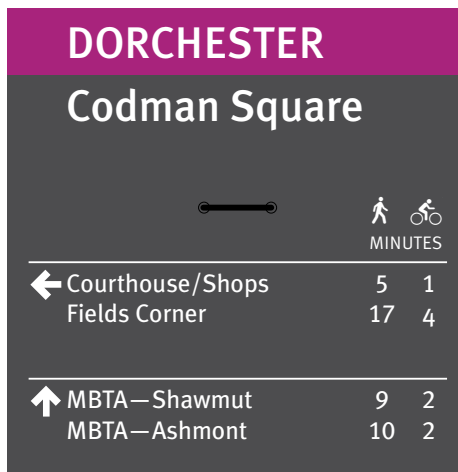 DORCHESTER
Codman Square
MINUTES
Courthouse/Shops 5 1
Fields Corner 17 4
MBTA—Shawmut 9 2
MBTA—Ashmont 10 2